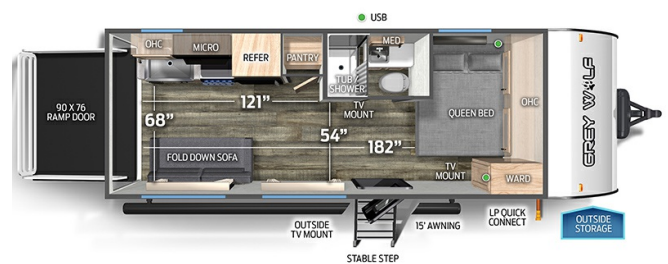 USB
OHC
MICRO
REFER
PANTRY
MED
TUB /
SHOWER
TV
MOUNT
QUEEN BED
OHC
90 X 76
RAMP DOOR
121”
68”
54”
182”
FOLD DOWN SOFA
TV
MOUNT
WARD
GREY WOLF
OUTSIDE
TV MOUNT
15' AWNING
LP QUICK
CONNECT
OUTSIDE
STORAGE
STABLE STEP